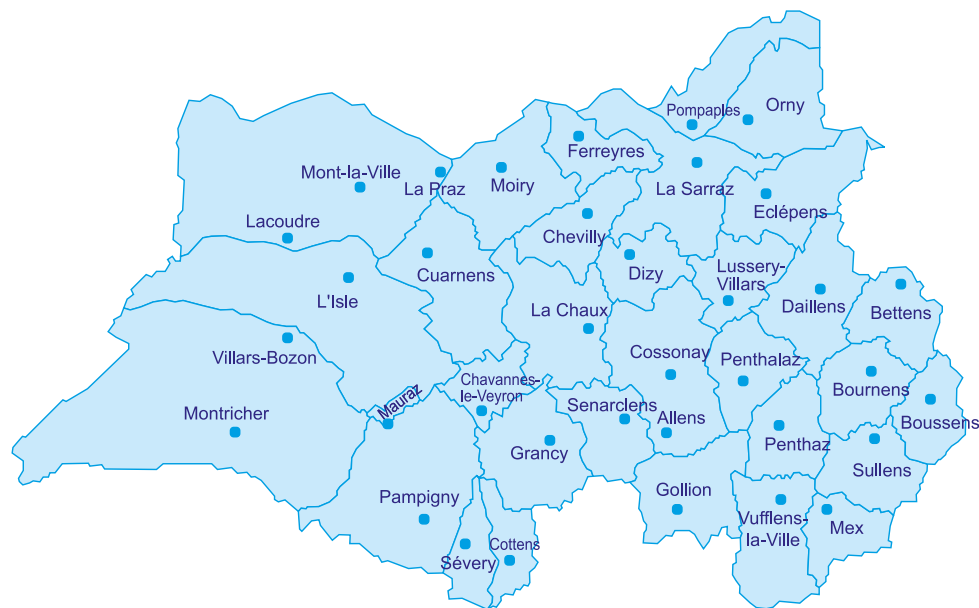 Pompaples
Orny
Ferreyres
Mont-la-Ville
La Praz
Moiry
La Sarraz
Eclépens
Lacoudre
Chevilly
Cuarnens
Dizy
Lussery-
Villars
L'Isle
La Chaux
Daillens
Bettens
Villars-Bozon
Cossonay
Penthalaz
Mauraz
Chavannes-
le-Veyron
Bournens
Montricher
Senarclens
Allens
Boussens
Grancy
Penthaz
Sullens
Pampigny
Gollion
Vufflens-
la-Ville
Mex
Sévery
Cottens